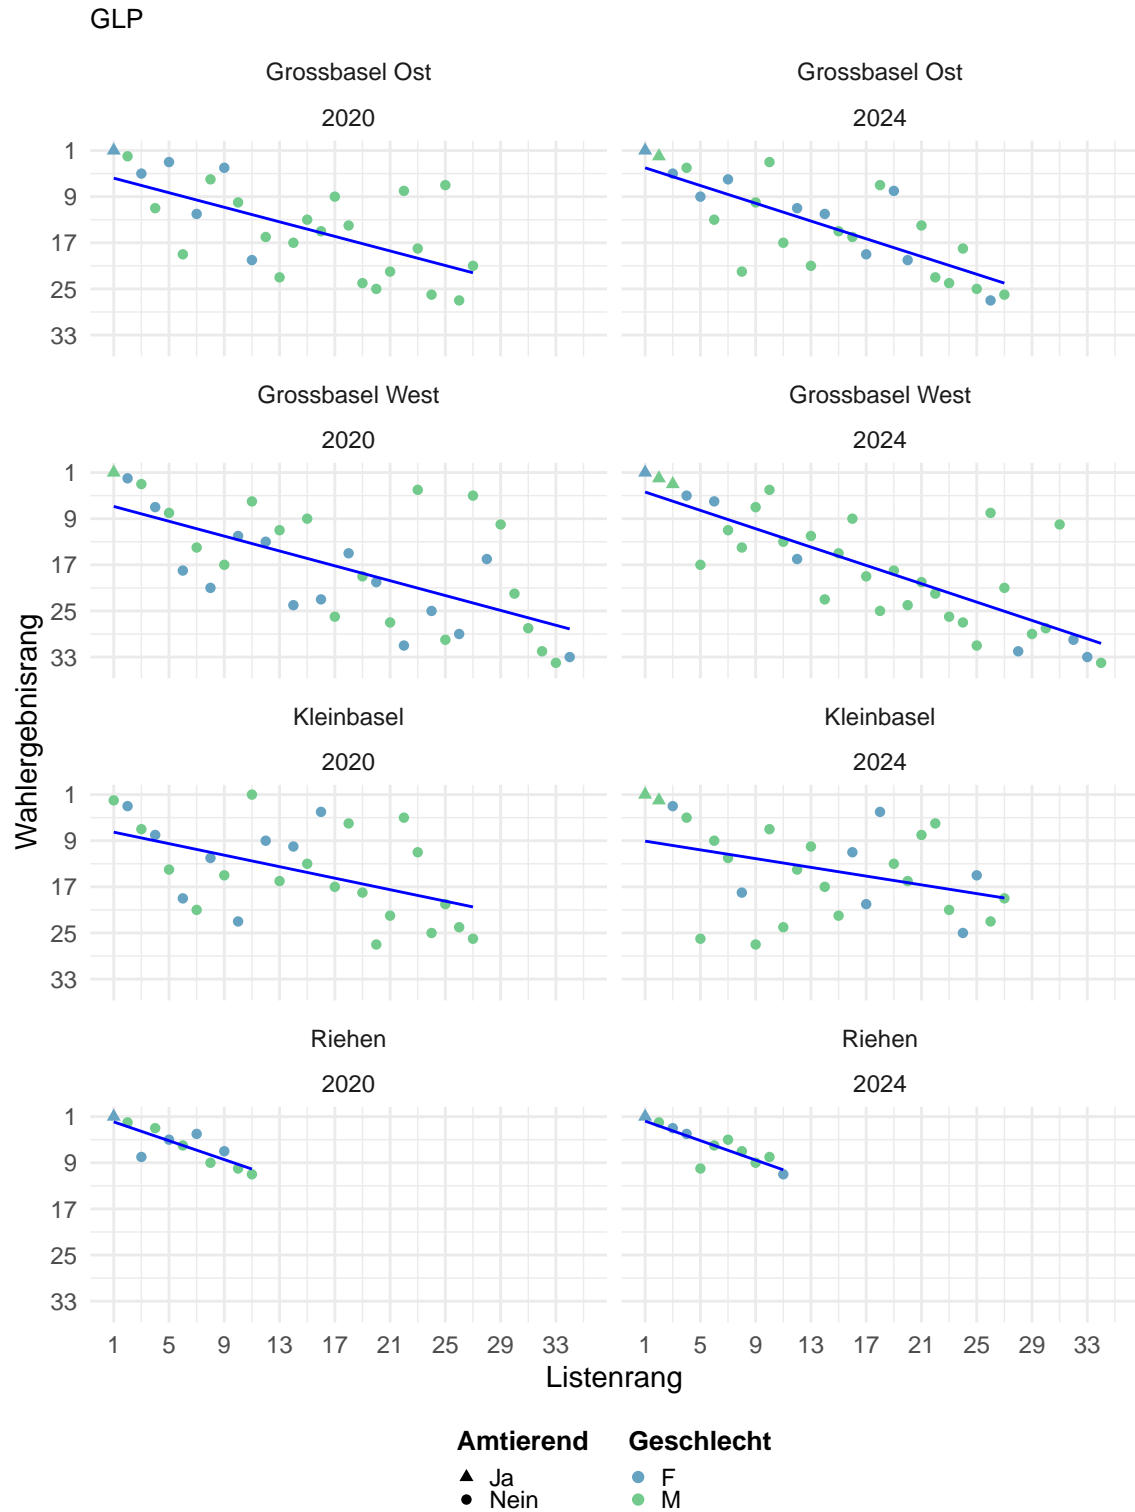 GLP
Grossbasel Ost
Grossbasel Ost
2020
2024
1
9
17
25
33
Grossbasel West
Grossbasel West
2020
2024
1
9
17
25
33
Kleinbasel
Kleinbasel
2020
2024
1
9
17
25
33
Riehen
Riehen
2020
2024
1
9
17
25
33
Wahlergebnisrang
1 5 9 13 17 21 25 29 33
1 5 9 13 17 21 25 29 33
Listenrang
Amtierend
Ja
Nein
Geschlecht
F
M